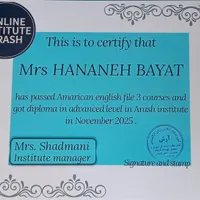 ONLINE
INSTITUTE
ARASH
This is to certify that
Mrs HANANEH BAYAT
has passed Amarican english file 3 courses and
got diploma in advanced level in Arash institute
in November 2025 .
Mrs. Shadmani
Institute manager
Signature and stamp